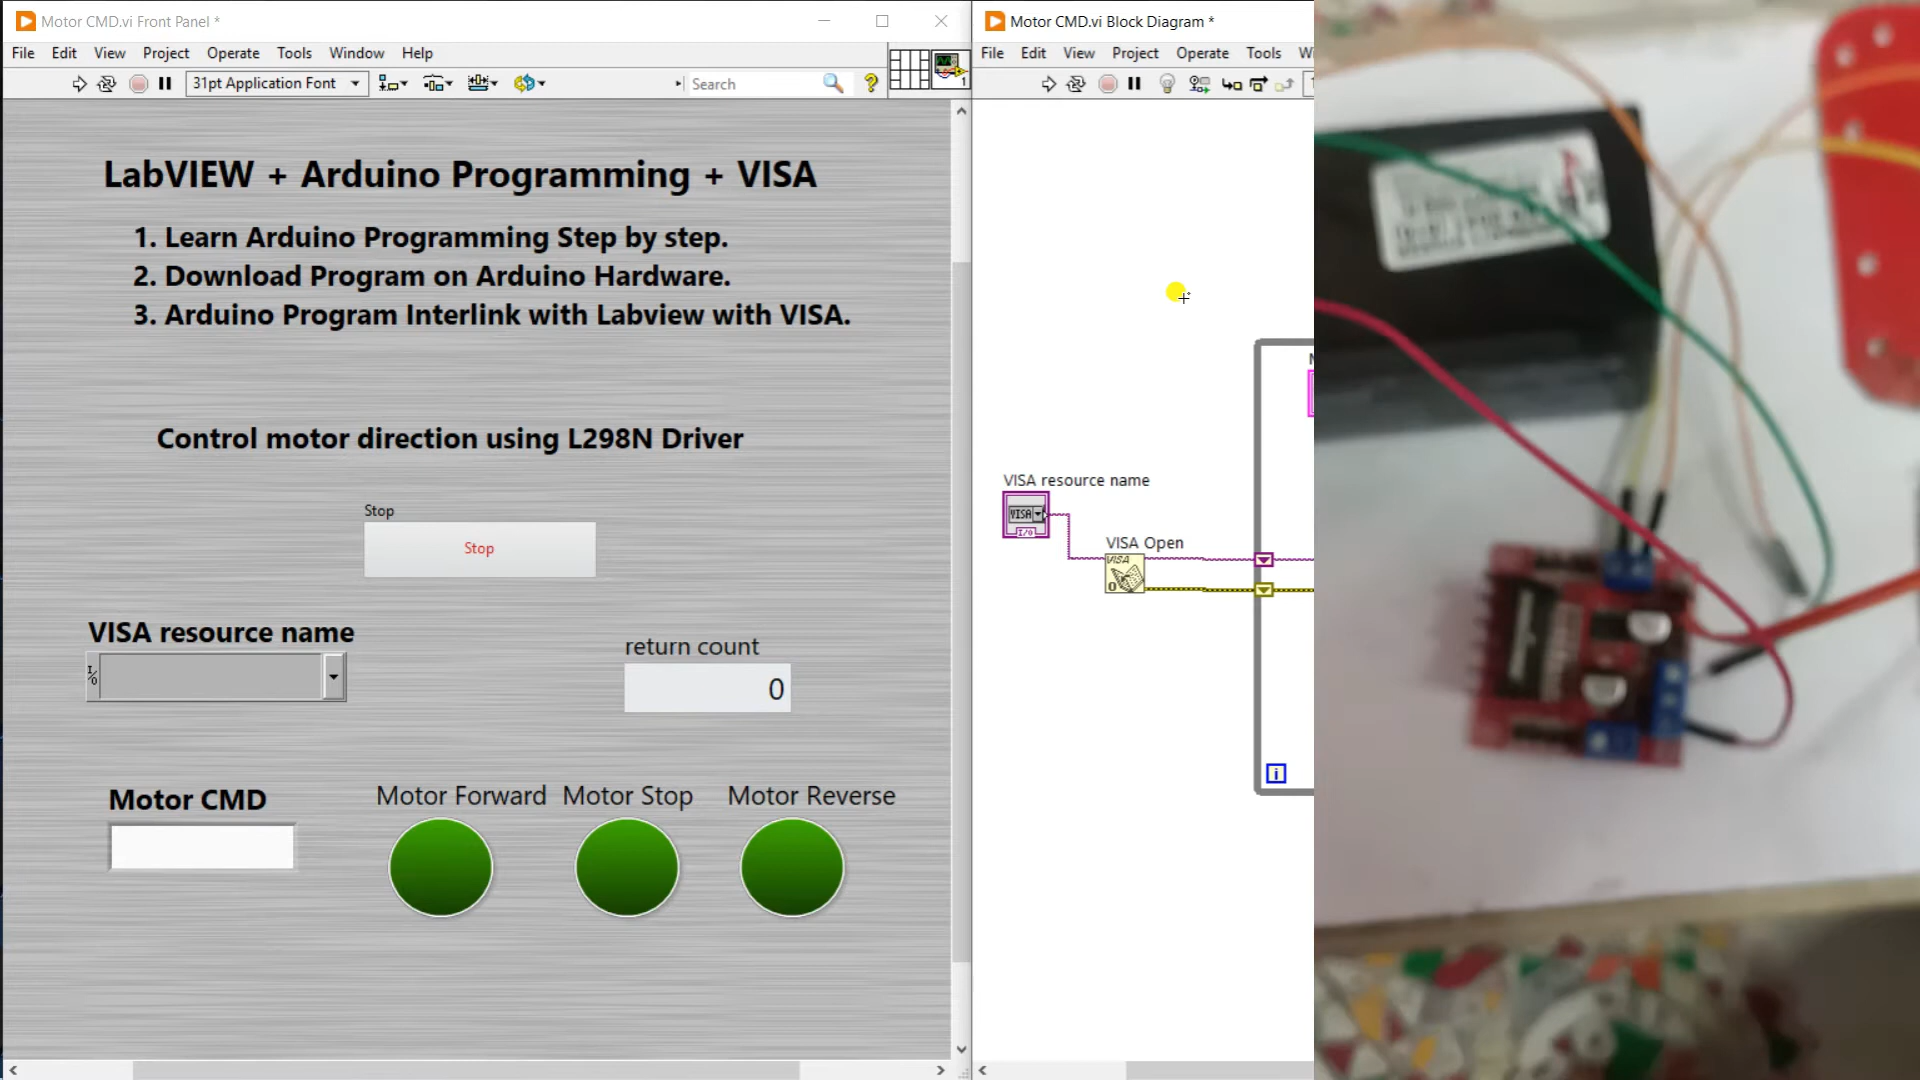 Motor CMD.vi Front Panel *
File Edit View Project Operate Tools Window Help
31pt Application Font
Search
1
LabVIEW + Arduino Programming + VISA
1. Learn Arduino Programming Step by step.
2. Download Program on Arduino Hardware.
3. Arduino Program Interlink with Labview with VISA.
Control motor direction using L298N Driver
Stop
Stop
VISA resource name
I/O
return count
0
Motor CMD
Motor Forward
Motor Stop
Motor Reverse
Motor CMD.vi Block Diagram *
File Edit View Project Operate Tools
VISA resource name
VISA
I/O
VISA Open
VISA
O
i